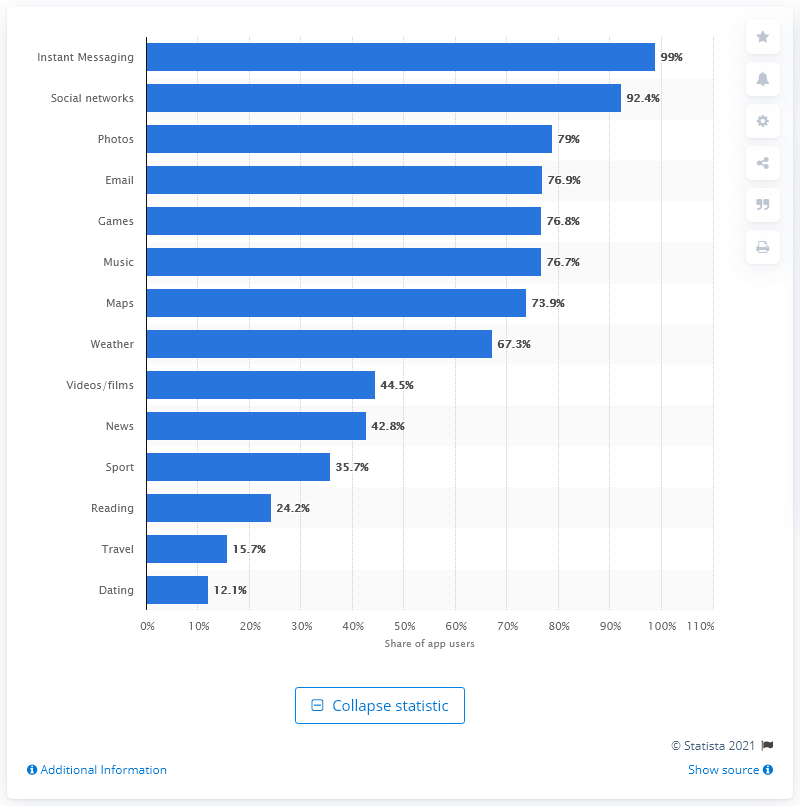 Instant Messaging 99%
Social networks 92.4%
Photos 79%
Email 76.9%
Games 76.8%
Music 76.7%
Maps 73.9%
Weather 67.3%
Videos/films 44.5%
News 42.8%
Sport 35.7%
Reading 24.2%
Travel 15.7%
Dating 12.1%
0% 10% 20% 30% 40% 50% 60% 70% 80% 90% 100% 110%
Share of app users
Collapse statistic
© Statista 2021
Additional Information Show source